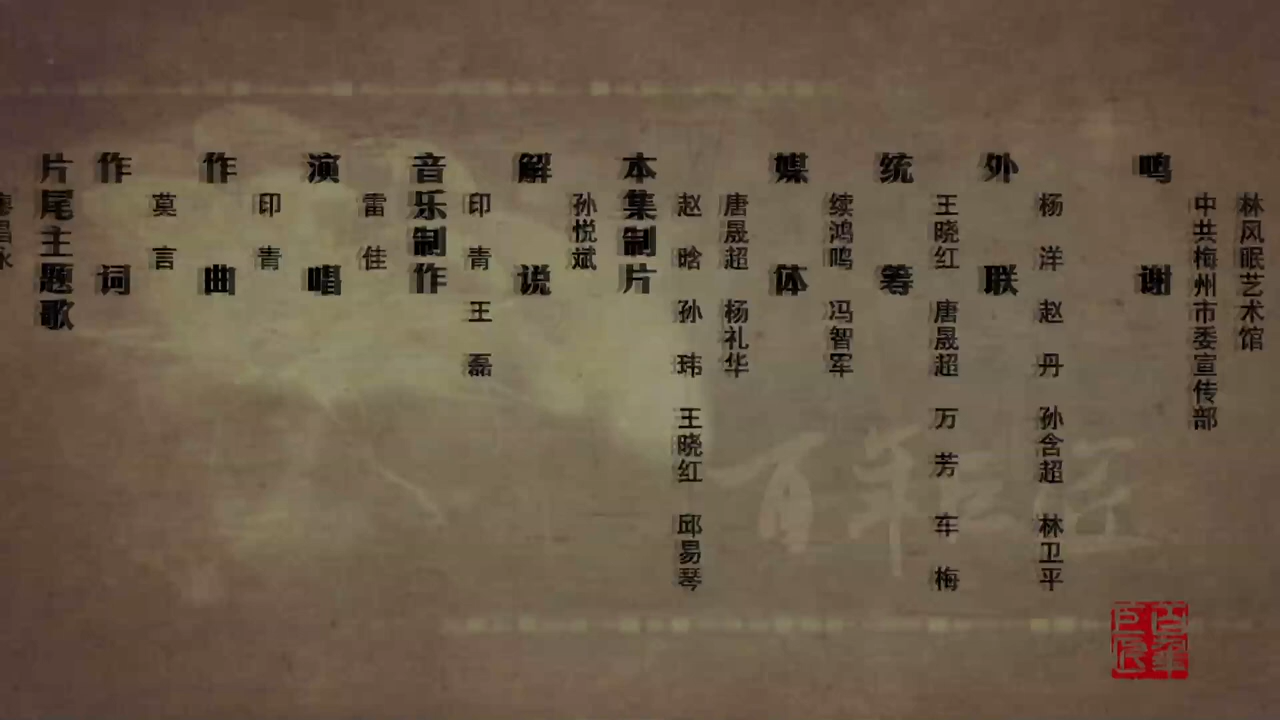 片尾主题歌
作词
莫言
作曲
印青
演唱
雷佳
音乐制作
印青 王磊
解说
孙悦斌
本集制片
赵晗 孙玮 王晓红 邱易琴
唐晟超 杨礼华
媒体
续鸿鸣 冯智军
统筹
王晓红 唐晟超 万芳 车梅
外联
杨洋 赵丹 孙含超 林卫平
鸣谢
中共梅州市委宣传部
林风眠艺术馆
百年巨匠